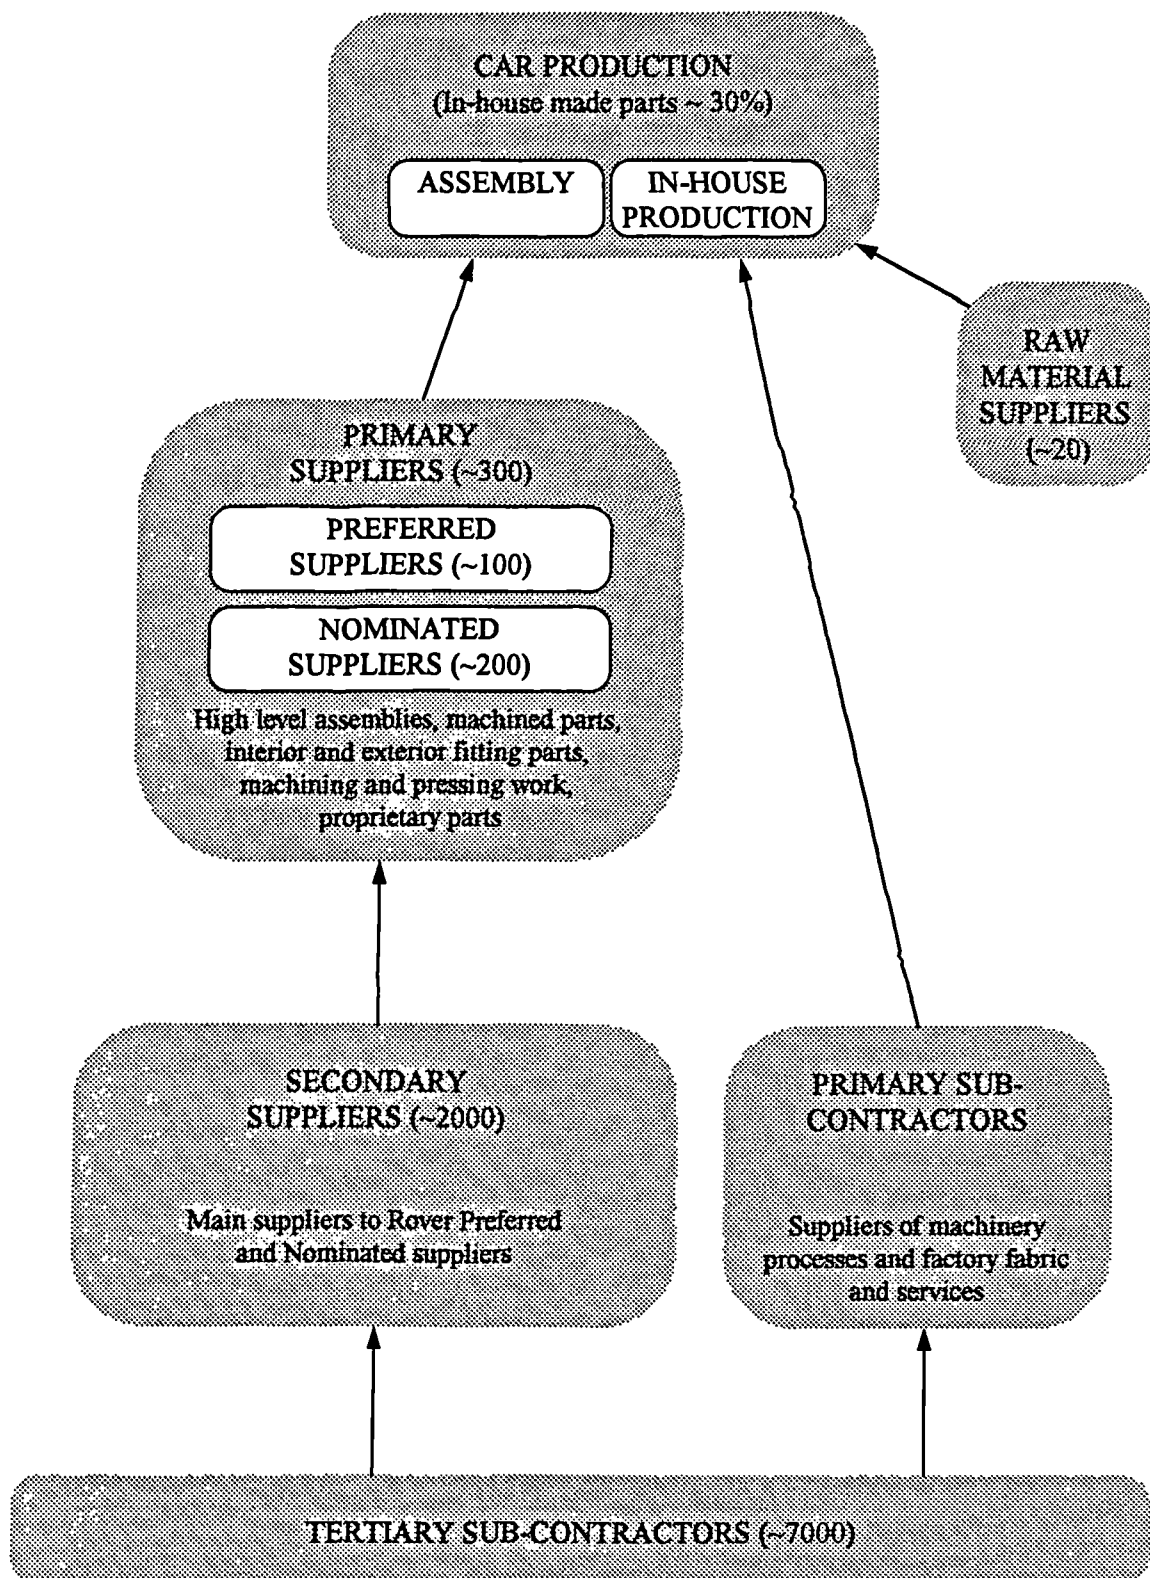 CAR PRODUCTION
(In-house made parts ~ 30%)
ASSEMBLY
IN-HOUSE
PRODUCTION
RAW
MATERIAL
SUPPLIERS
(~20)
PRIMARY
SUPPLIERS (~300)
PREFERRED
SUPPLIERS (~100)
NOMINATED
SUPPLIERS (~200)
High level assemblies, machined parts,
interior and exterior fitting parts,
machining and pressing work,
proprietary parts
SECONDARY
SUPPLIERS (~2000)
Main suppliers to Rover Preferred
and Nominated suppliers
PRIMARY SUB-
CONTRACTORS
Suppliers of machinery
processes and factory fabric
and services
TERTIARY SUB-CONTRACTORS (~7000)